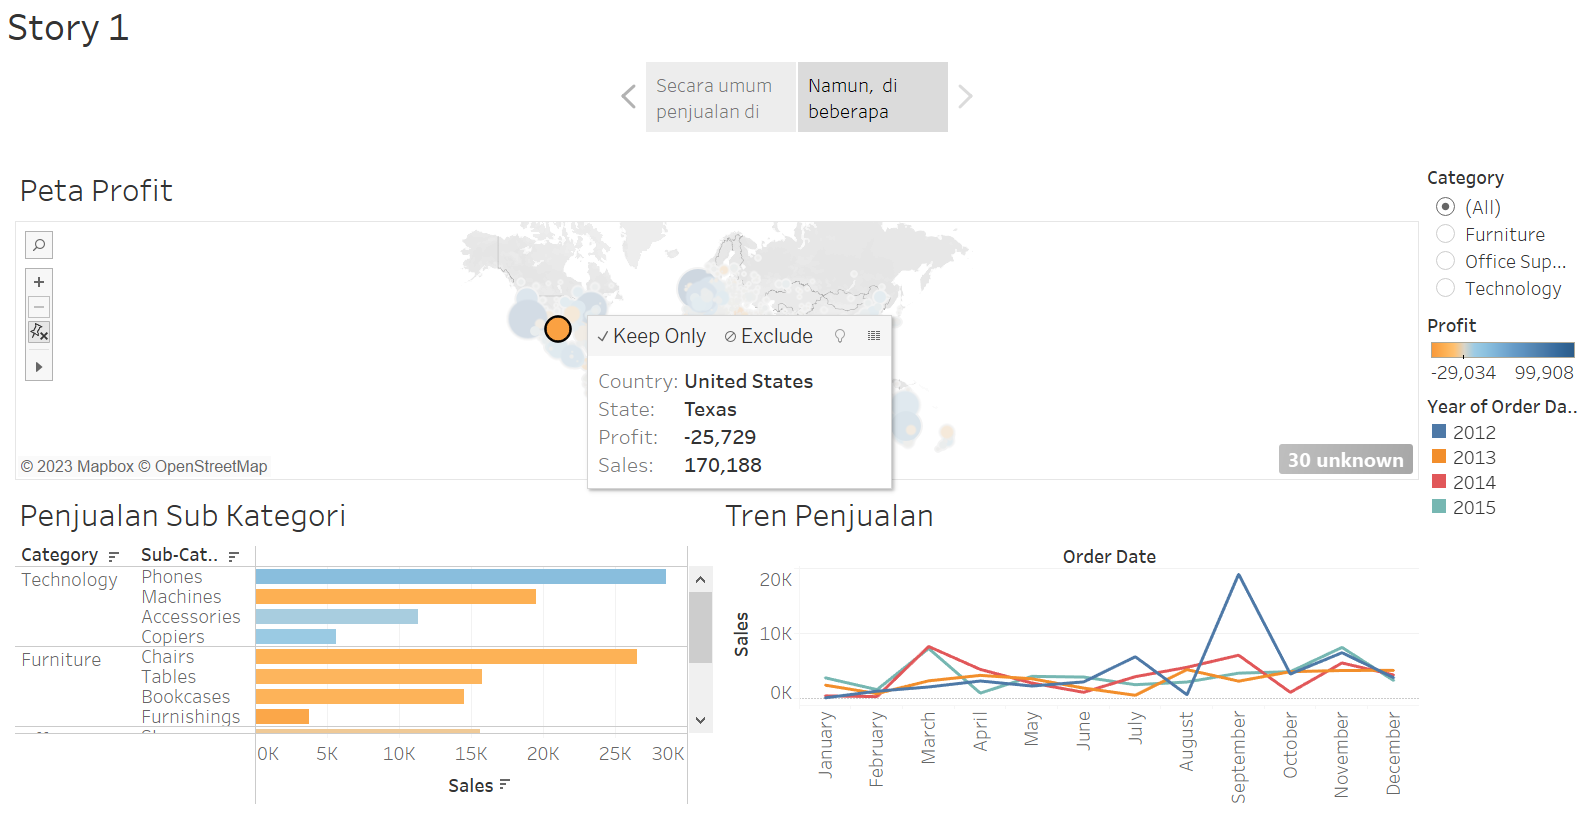 Story 1
Secara umum
penjualan di
Namun, di
beberapa
Peta Profit
Keep Only
Exclude
Country: United States
State: Texas
Profit: -25,729
Sales: 170,188
© 2023 Mapbox © OpenStreetMap
30 unknown
Category
(All)
Furniture
Office Sup...
Technology
Profit
-29,034 99,908
Year of Order Da..
2012
2013
2014
2015
Penjualan Sub Kategori
Category Sub-Cat..
Technology Phones
Machines
Accessories
Copiers
Furniture Chairs
Tables
Bookcases
Furnishings
0K 5K 10K 15K 20K 25K 30K
Sales
Tren Penjualan
Order Date
Sales
20K
10K
0K
January
February
March
April
May
June
July
August
September
October
November
December